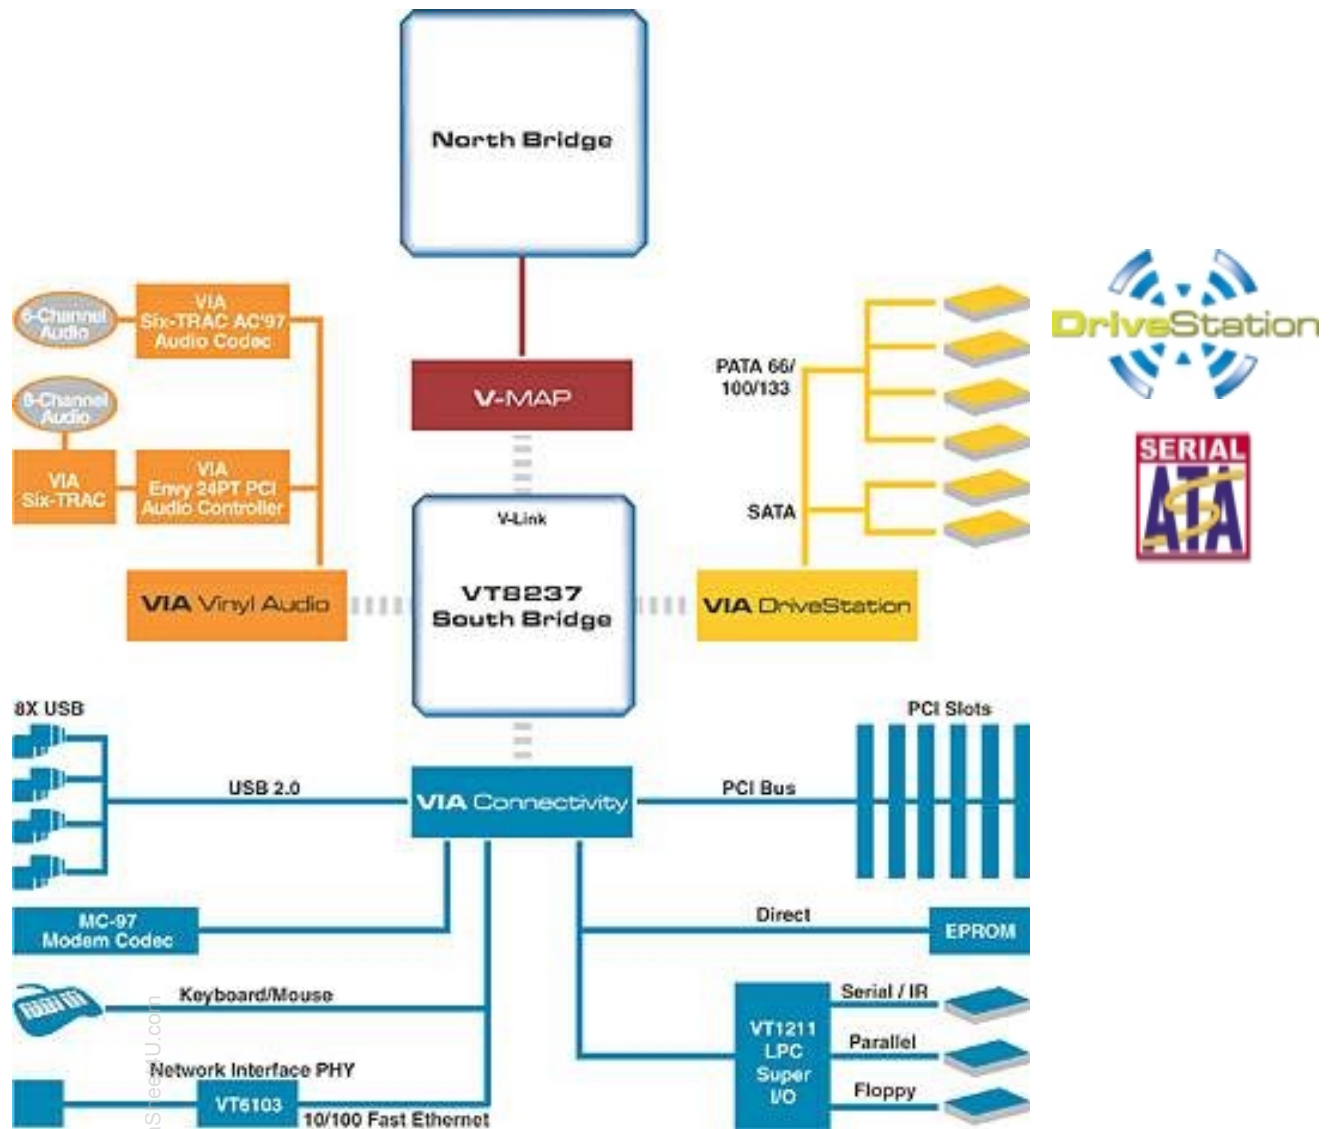 North Bridge
6-Channel
Audio
VIA
Six-TRAC AC'97
Audio Codec
8-Channel
Audio
VIA
Six-TRAC
VIA
Envy 24PT PCI
Audio Controller
V-MAP
PATA 66/
100/133
SATA
DriveStation
SERIAL
ATA
V-Link
VT8237
South Bridge
VIA Vinyl Audio
VIA DriveStation
8X USB
USB 2.0
VIA Connectivity
PCI Bus
PCI Slots
MC-97
Modem Codec
Direct
EPROM
Keyboard/Mouse
Network Interface PHY
VT6103
10/100 Fast Ethernet
VT1211
LPC
Super
I/O
Serial / IR
Parallel
Floppy